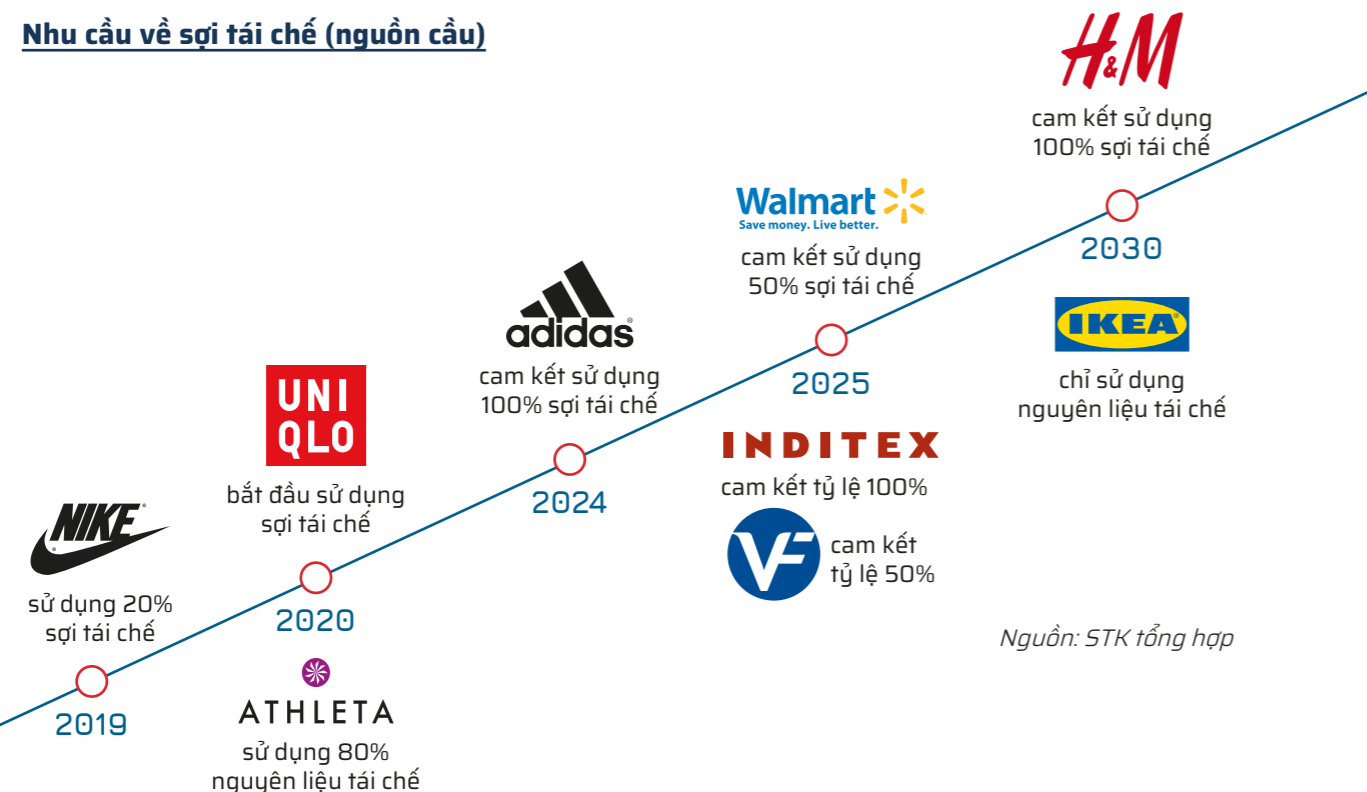 Nhu cầu về sợi tái chế (nguồn cầu)
NIKE
sử dụng 20%
sợi tái chế
2019
UNI
QLO
bắt đầu sử dụng
sợi tái chế
2020
ATHLETA
sử dụng 80%
nguyên liệu tái chế
adidas
cam kết sử dụng
100% sợi tái chế
2024
Walmart
Save money. Live better.
cam kết sử dụng
50% sợi tái chế
2025
INDITEX
cam kết tỷ lệ 100%
VF
cam kết
tỷ lệ 50%
H&M
cam kết sử dụng
100% sợi tái chế
2030
IKEA
chỉ sử dụng
nguyên liệu tái chế
Nguồn: STK tổng hợp